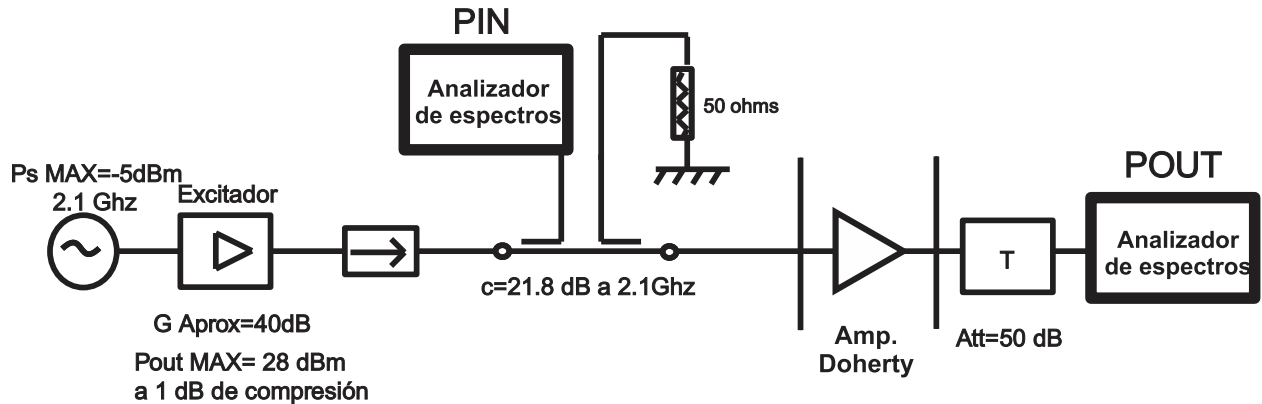 PIN
Analizador
de espectros
50 ohms
Ps MAX=-5dBm
2.1 Ghz
Excitador
POUT
Analizador
de espectros
T
c=21.8 dB a 2.1Ghz
G Aprox=40dB
Pout MAX= 28 dBm
a 1 dB de compresión
Amp.
Doherty
Att=50 dB